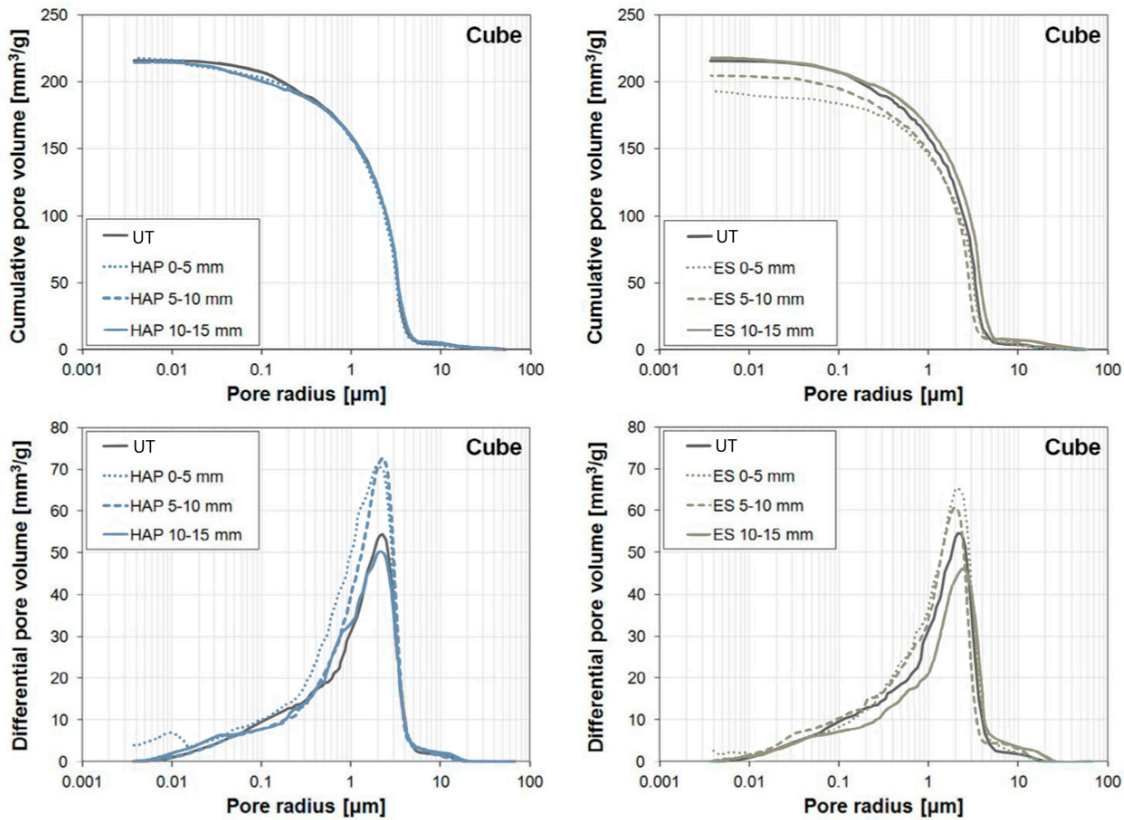 Cumulative pore volume [mm³/g]
250
200
150
100
50
0
Cube
UT
HAP 0-5 mm
HAP 5-10 mm
HAP 10-15 mm
0.001 0.01 0.1 1 10 100
Pore radius [µm]
Cumulative pore volume [mm³/g]
250
200
150
100
50
0
Cube
UT
ES 0-5 mm
ES 5-10 mm
ES 10-15 mm
0.001 0.01 0.1 1 10 100
Pore radius [µm]
Differential pore volume [mm³/g]
80
70
60
50
40
30
20
10
0
UT
HAP 0-5 mm
HAP 5-10 mm
HAP 10-15 mm
Cube
0.001 0.01 0.1 1 10 100
Pore radius [µm]
Differential pore volume [mm³/g]
80
70
60
50
40
30
20
10
0
UT
ES 0-5 mm
ES 5-10 mm
ES 10-15 mm
Cube
0.001 0.01 0.1 1 10 100
Pore radius [µm]